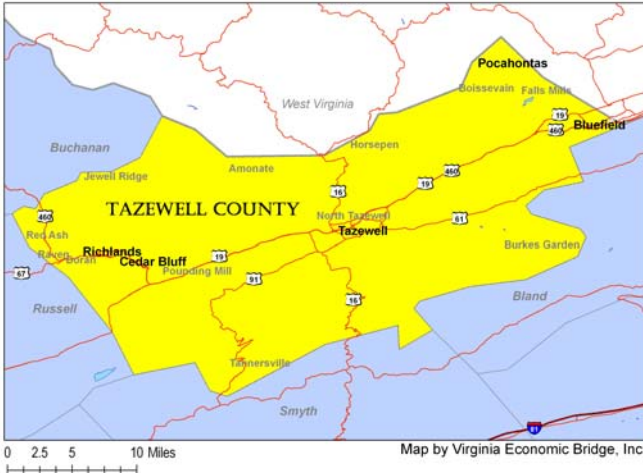 Pocahontas
Boissevain
Falls Mills
West Virginia
19
Bluefield
460
Buchanan
Horsepen
Amonate
460
Jewell Ridge
19
16
TAZEWELL COUNTY
North Tazewell
61
460
Tazewell
Red Ash
Richlands
Burkes Garden
Raven
Doran
Cedar Bluff
19
Pounding Mill
67
91
16
Bland
Russell
Tannersville
Smyth
81
Map by Virginia Economic Bridge, Inc
0 2.5 5 10 Miles